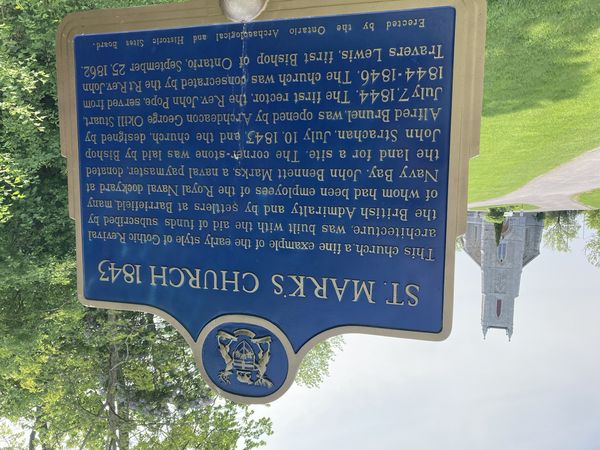 ST. MARK'S CHURCH 1843
This church, a fine example of the early style of Gothic Revival
architecture, was built with the aid of funds subscribed by
the British Admiralty and by settlers at Barriefield, many
of whom had been employees of the Royal Naval dockyard at
Navy Bay. John Bennett Marks, a naval paymaster, donated
the land for a site. The corner-stone was laid by Bishop
John Strachan, July 10, 1843, and the church, designed by
Alfred Brunel, was opened by Archdeacon George Okill Stuart,
July 7, 1844. The first rector, the Rev. John Pope, served from
1844-1846. The church was consecrated by the Rt. Rev. John
Travers Lewis, first Bishop of Ontario, September 25, 1862.
Erected by the Ontario Archaeological and Historic Sites Board.